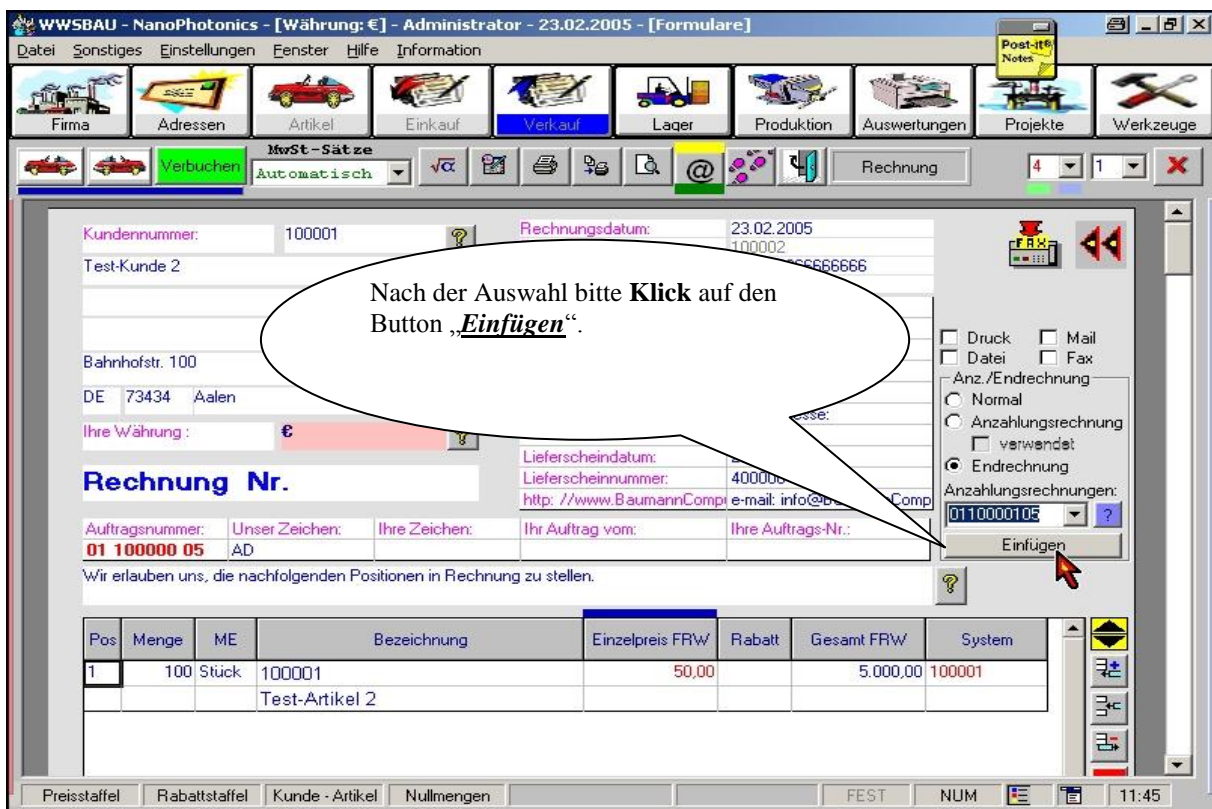 WWSBAU - NanoPhotonics - [Währung: €] - Administrator - 23.02.2005 - [Formulare]
Datei Sonstiges Einstellungen Fenster Hilfe Information
Post-it® Notes
Firma Adressen Artikel Einkauf Verkauf Lager Produktion Auswertungen Projekte Werkzeuge
MwSt-Sätze
Verbuchen Automatisch √α @ Rechnung 4 1
Kundennummer: 100001 ? Rechnungsdatum: 23.02.2005
100002
Test-Kunde 2 66666666
FAX
Nach der Auswahl bitte Klick auf den
Button „Einfügen“.
Druck Mail
Bahnhofstr. 100 Datei Fax
Anz./Endrechnung
DE 73434 Aalen Normal
Anzahlungsrechnung
Ihre Währung : € ? verwendet
Lieferscheindatum: Endrechnung
Rechnung Nr. Lieferscheinnummer: Anzahlungsrechnungen:
http: //www.BaumannComp e-mail: 0110000105 ?
Auftragsnummer: Unser Zeichen: Ihre Zeichen: Ihr Auftrag vom: Ihre Auftrags-Nr.: Einfügen
01 100000 05 AD
Wir erlauben uns, die nachfolgenden Positionen in Rechnung zu stellen. ?
Pos Menge ME Bezeichnung Einzelpreis FRW Rabatt Gesamt FRW System
1 100 Stück 100001 50,00 5.000,00 100001
Test-Artikel 2
Preisstaffel Rabattstaffel Kunde - Artikel Nullmengen FEST NUM 11:45